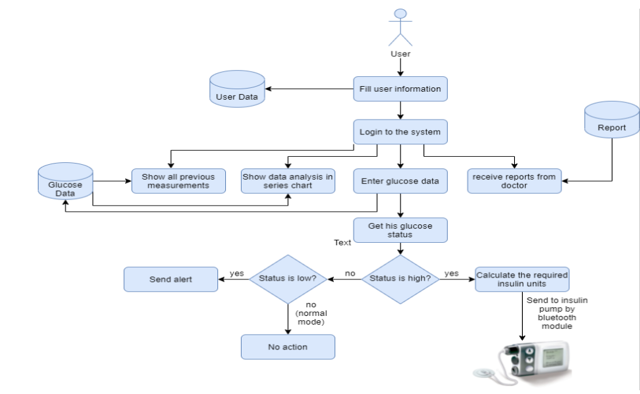 User
Fill user information
User Data
Login to the system
Report
Glucose
Data
Show all previous
measurements
Show data analysis in
series chart
Enter glucose data
receive reports from
doctor
Get his glucose
status
Text
Send alert
yes
Status is low?
no
Status is high?
yes
Calculate the required
insulin units
no
(normal
mode)
Send to insulin
pump by
bluetooth
module
No action